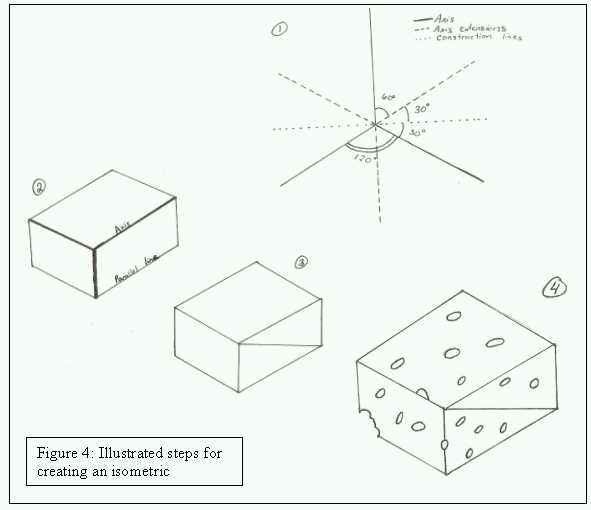 1
Axis
Axis extensions
Construction lines
60°
30°
30°
120°
2
Axis
Parallel line
3
4
Figure 4: Illustrated steps for
creating an isometric